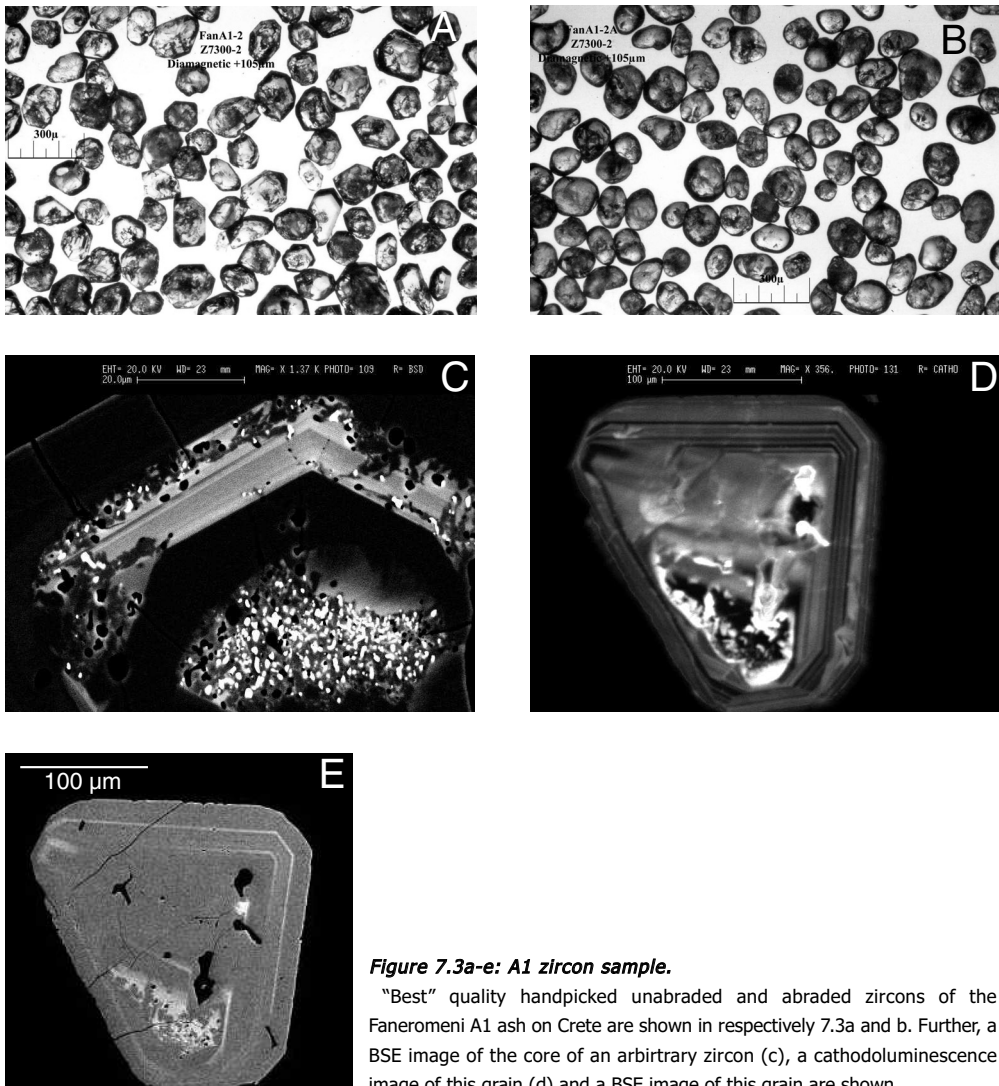 FanA1-2
Z7300-2
Diamagnetic +105µm
A
300µ
FanA1-2A
Z7300-2
Diamagnetic +105µm
B
300µ
EHT= 20.0 KV WD= 23 mm MAG= X 1.37 K PHOTO= 109 R= BSD
20.0µm
C
EHT= 20.0 KV WD= 23 mm MAG= X 356. PHOTO= 131 R= CATHO
100 µm
D
100 µm
E
Figure 7.3a-e: A1 zircon sample.
“Best” quality handpicked unabraded and abraded zircons of the
Faneromeni A1 ash on Crete are shown in respectively 7.3a and b. Further, a
BSE image of the core of an arbirtrary zircon (c), a cathodoluminescence
image of this grain (d) and a BSE image of this grain are shown